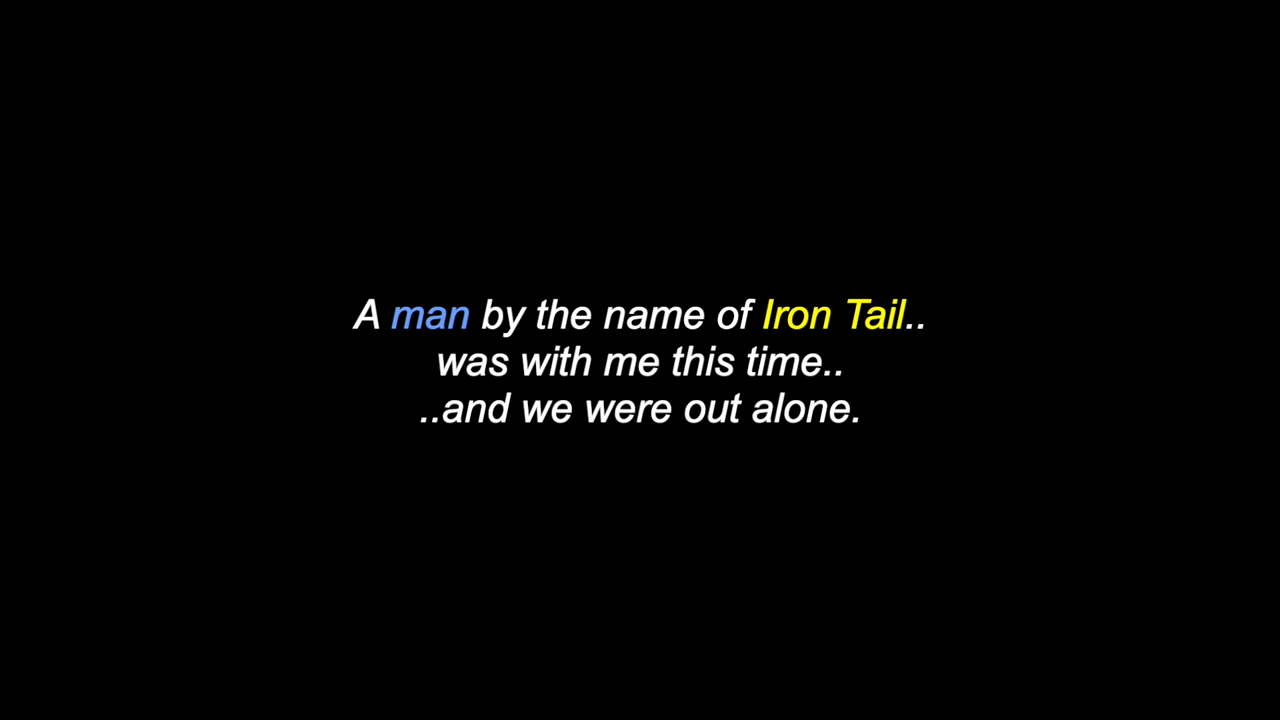 A man by the name of Iron Tail..
was with me this time..
..and we were out alone.